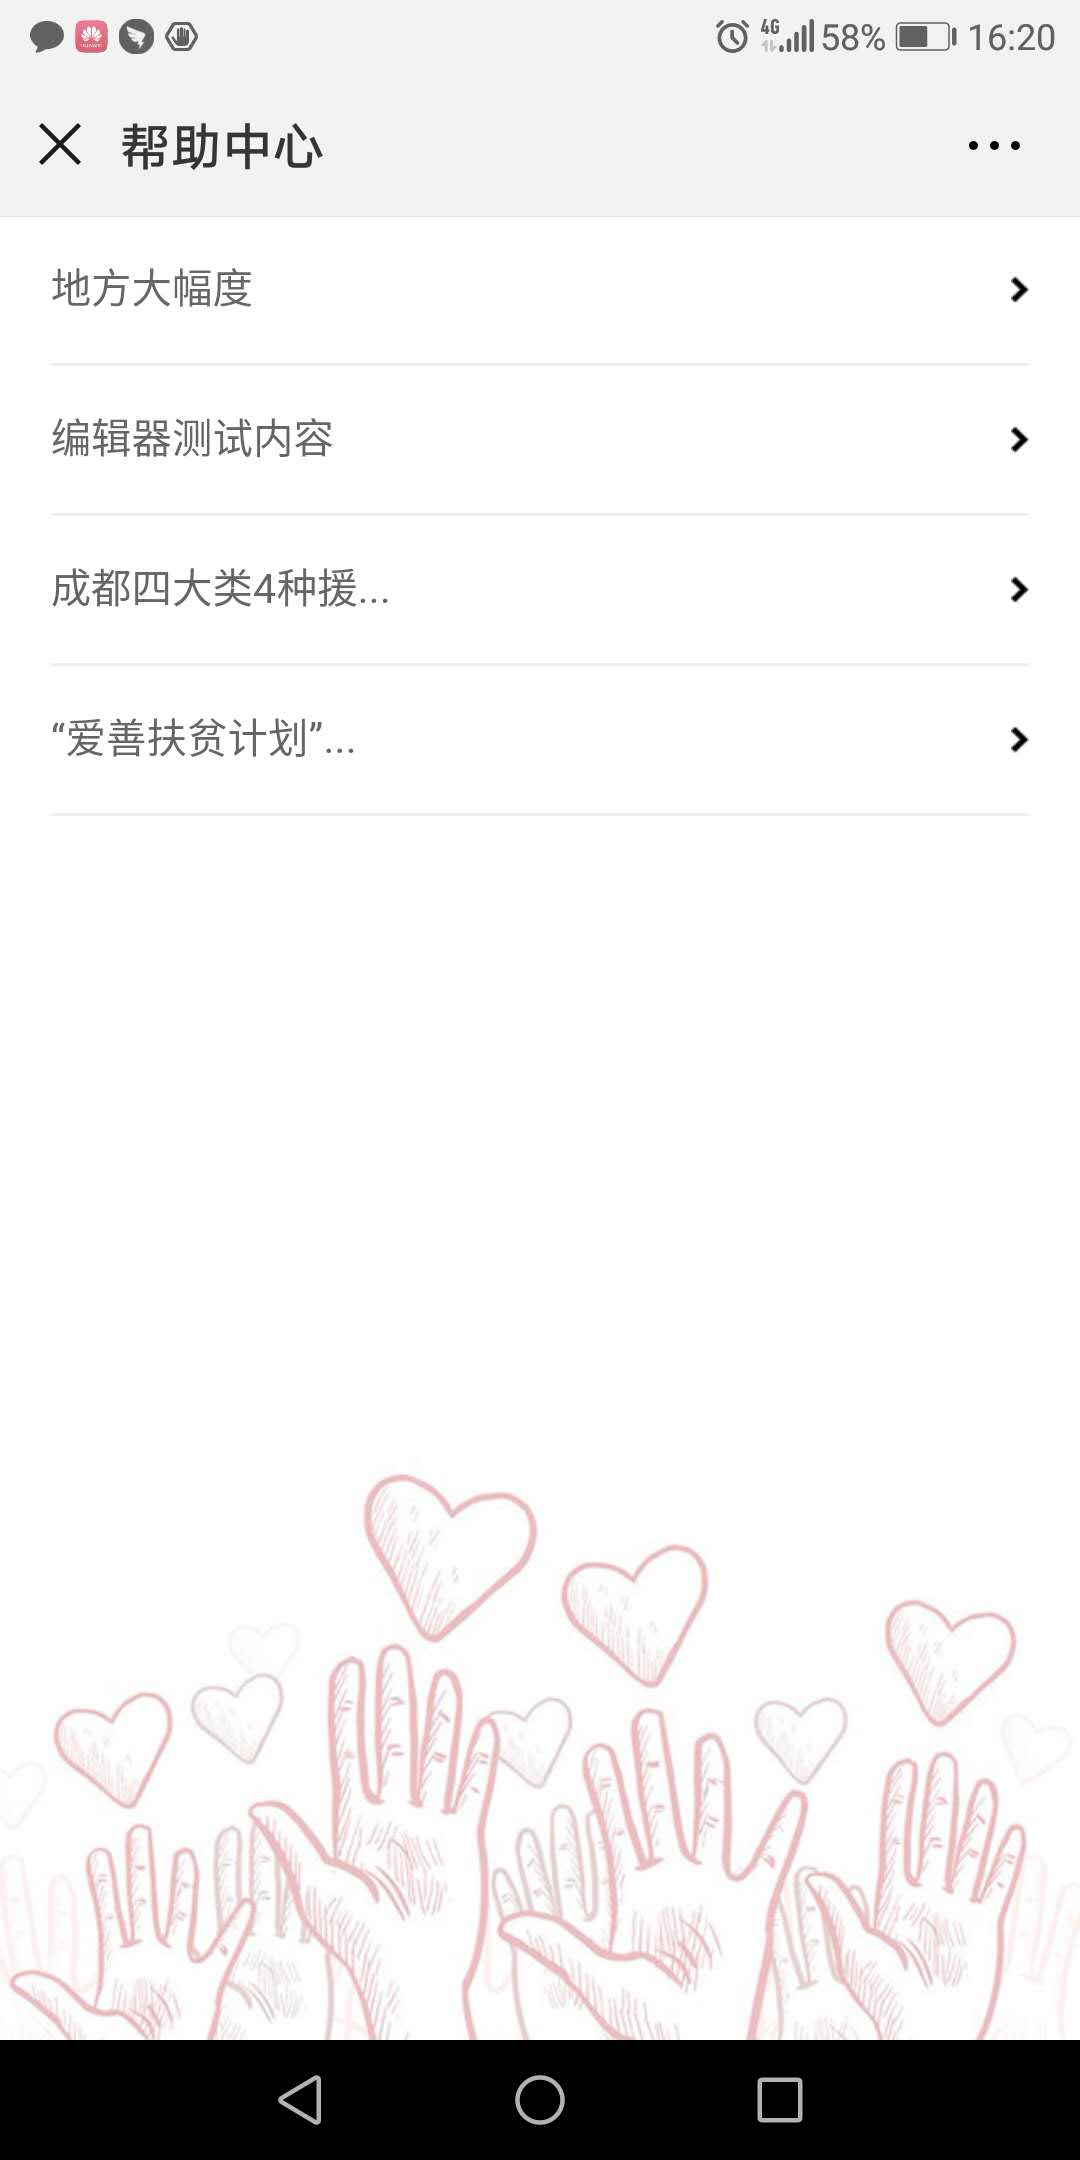 4G 58% 16:20
帮助中心
地方大幅度
编辑器测试内容
成都四大类4种援...
“爱善扶贫计划”...